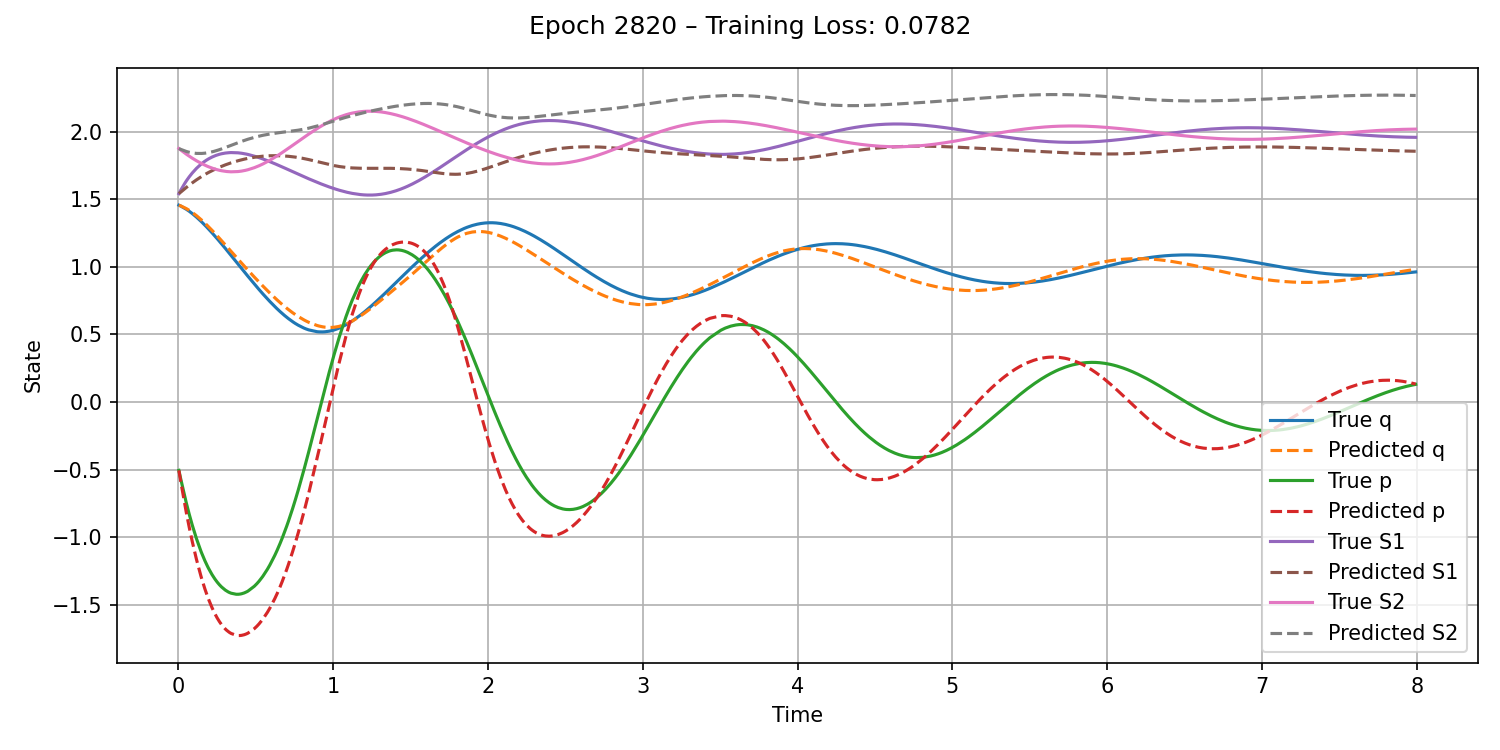 Epoch 2820 – Training Loss: 0.0782
State
2.0
1.5
1.0
0.5
0.0
−0.5
−1.0
−1.5
0 1 2 3 4 5 6 7 8
Time
True q
Predicted q
True p
Predicted p
True S1
Predicted S1
True S2
Predicted S2